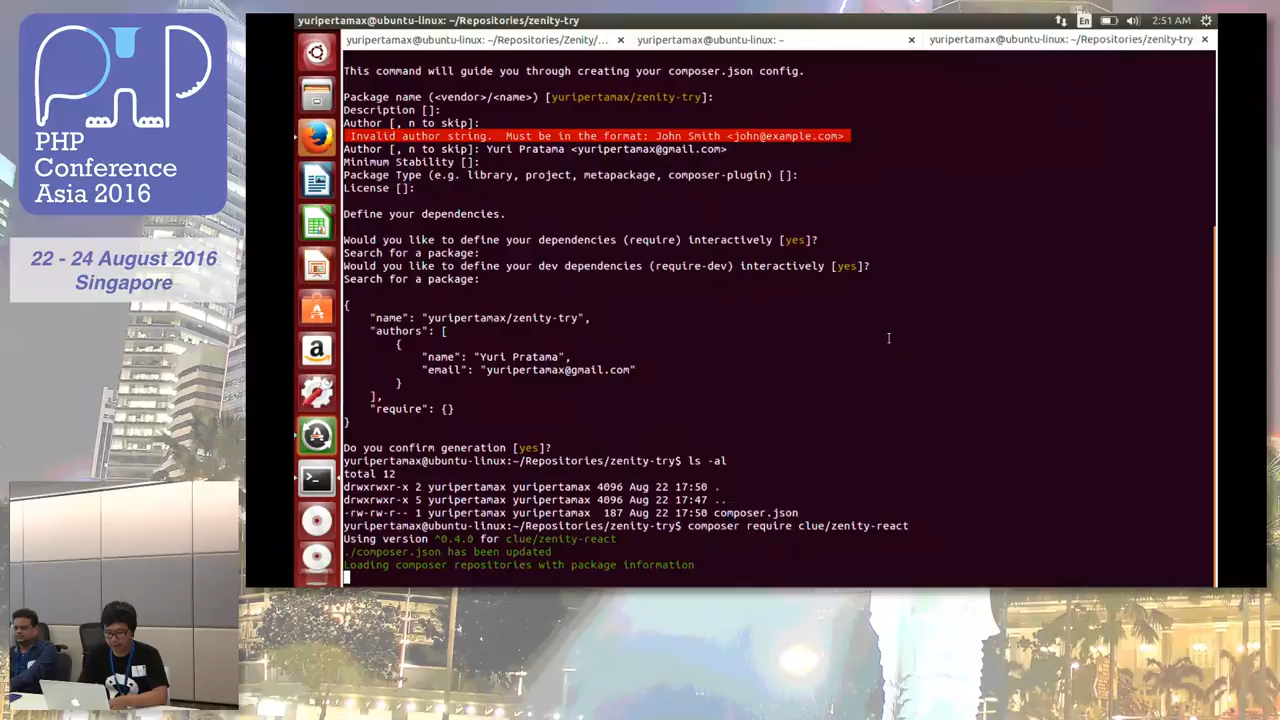 PHP
Conference
Asia 2016
22 - 24 August 2016
Singapore
yuripertamax@ubuntu-linux: ~/Repositories/zenity-try
En
2:51 AM
yuripertamax@ubuntu-linux: ~/Repositories/Zenity/...
yuripertamax@ubuntu-linux: ~
yuripertamax@ubuntu-linux: ~/Repositories/zenity-try
This command will guide you through creating your composer.json config.
Package name (<vendor>/<name>) [yuripertamax/zenity-try]:
Description []:
Author [, n to skip]:
Invalid author string.  Must be in the format: John Smith <john@example.com>
Author [, n to skip]: Yuri Pratama <yuripertamax@gmail.com>
Minimum Stability []:
Package Type (e.g. library, project, metapackage, composer-plugin) []:
License []:
Define your dependencies.
Would you like to define your dependencies (require) interactively [yes]?
Search for a package:
Would you like to define your dev dependencies (require-dev) interactively [yes]?
Search for a package:
{
"name": "yuripertamax/zenity-try",
"authors": [
{
"name": "Yuri Pratama",
"email": "yuripertamax@gmail.com"
}
],
"require": {}
}
Do you confirm generation [yes]?
yuripertamax@ubuntu-linux:~/Repositories/zenity-try$ ls -al
total 12
drwxrwxr-x 2 yuripertamax yuripertamax 4096 Aug 22 17:50 .
drwxrwxr-x 5 yuripertamax yuripertamax 4096 Aug 22 17:47 ..
-rw-rw-r-- 1 yuripertamax yuripertamax  187 Aug 22 17:50 composer.json
yuripertamax@ubuntu-linux:~/Repositories/zenity-try$ composer require clue/zenity-react
Using version ^0.4.0 for clue/zenity-react
./composer.json has been updated
Loading composer repositories with package information